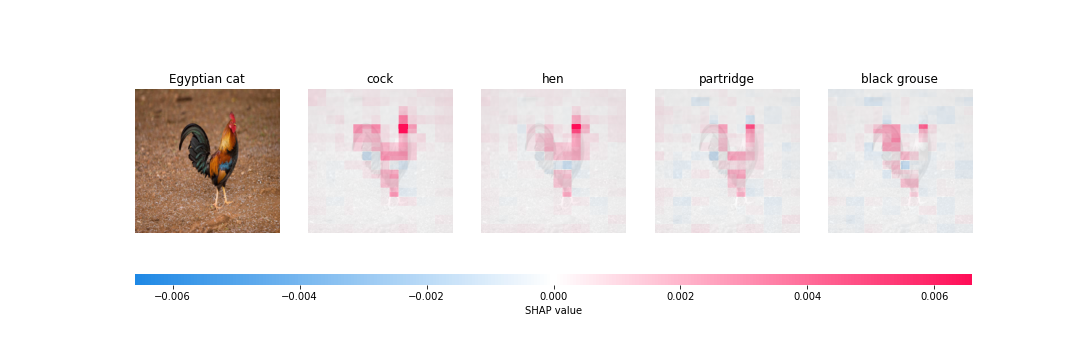 Egyptian cat
cock
hen
partridge
black grouse
−0.006
−0.004
−0.002
0.000
0.002
0.004
0.006
SHAP value